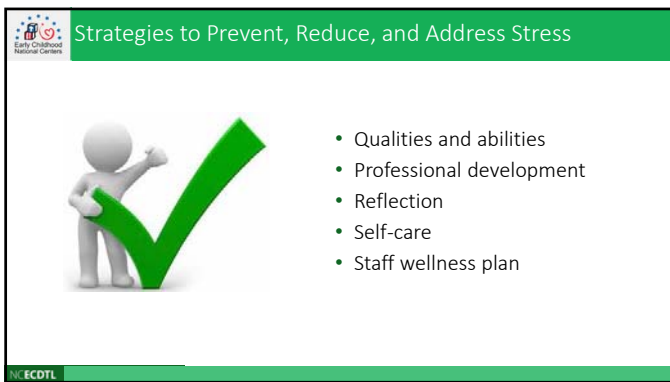 Early Childhood
National Centers
Strategies to Prevent, Reduce, and Address Stress
• Qualities and abilities
• Professional development
• Reflection
• Self-care
• Staff wellness plan
NCECDTL